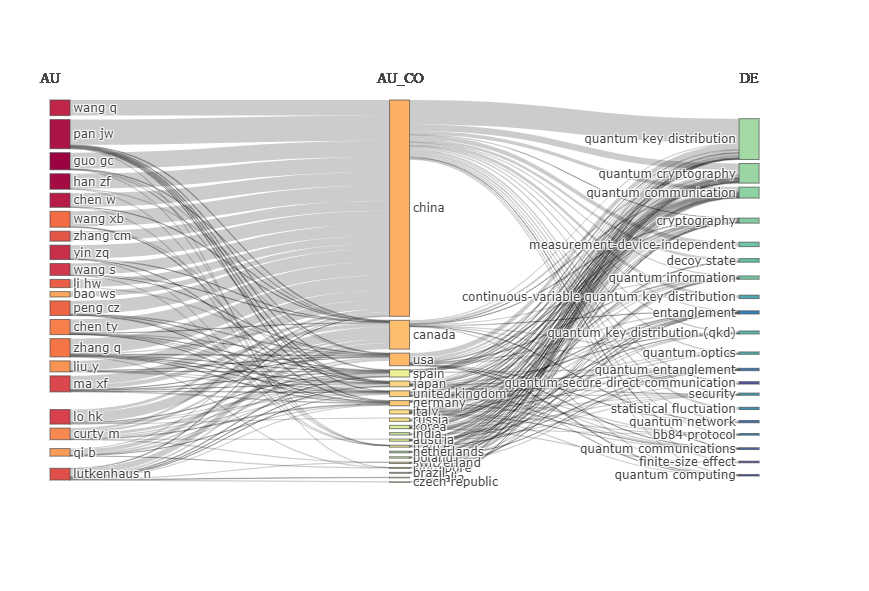 AU
AU_CO
DE
wang q
pan jw
guo gc
han zf
chen w
wang xb
zhang cm
yin zq
wang s
li hw
bao ws
peng cz
chen ty
zhang q
liu y
ma xf
lo hk
curty m
qi b
lutkenhaus n
china
canada
usa
spain
japan
united kingdom
germany
italy
russia
korea
india
austria
netherlands
poland
switzerland
brazil
czech republic
quantum key distribution
quantum cryptography
quantum communication
cryptography
measurement-device-independent
decoy state
quantum information
continuous-variable quantum key distribution
entanglement
quantum key distribution (qkd)
quantum optics
quantum entanglement
quantum secure direct communication
security
statistical fluctuation
quantum network
bb84 protocol
quantum communications
finite-size effect
quantum computing